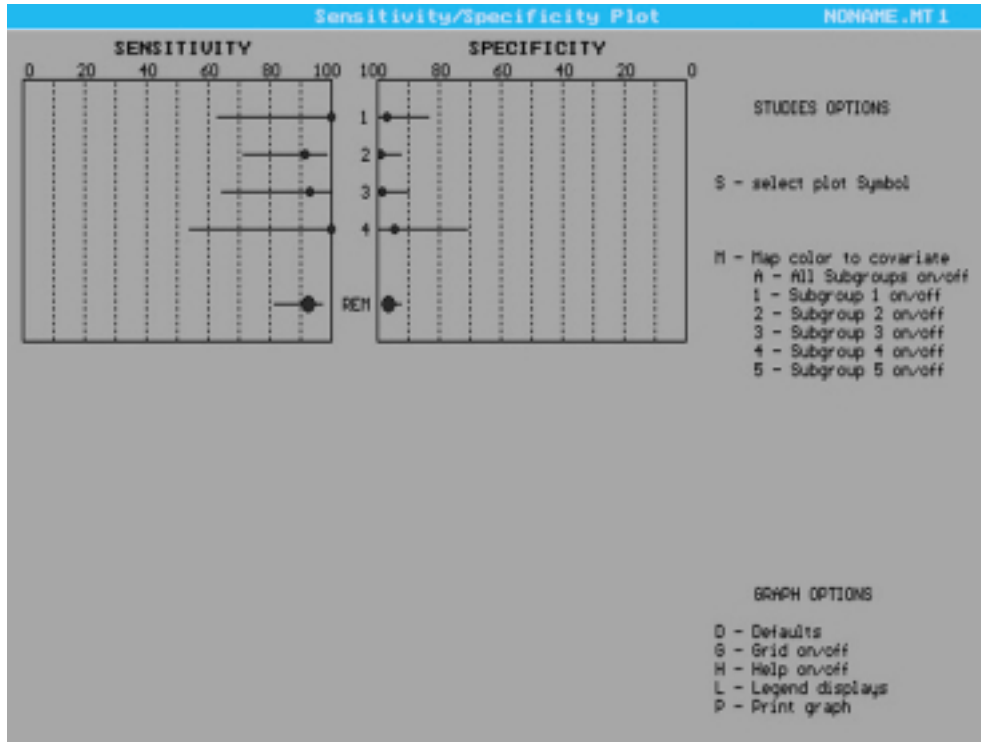 Sensitivity/Specificity Plot NONAME.MT1
SENSITIVITY SPECIFICITY
0 20 40 60 80 100 100 80 60 40 20 0
1
2
3
4
REM
STUDIES OPTIONS
S - select plot Symbol
M - Map color to covariate
A - All Subgroups on/off
1 - Subgroup 1 on/off
2 - Subgroup 2 on/off
3 - Subgroup 3 on/off
4 - Subgroup 4 on/off
5 - Subgroup 5 on/off
GRAPH OPTIONS
D - Defaults
G - Grid on/off
H - Help on/off
L - Legend displays
P - Print graph